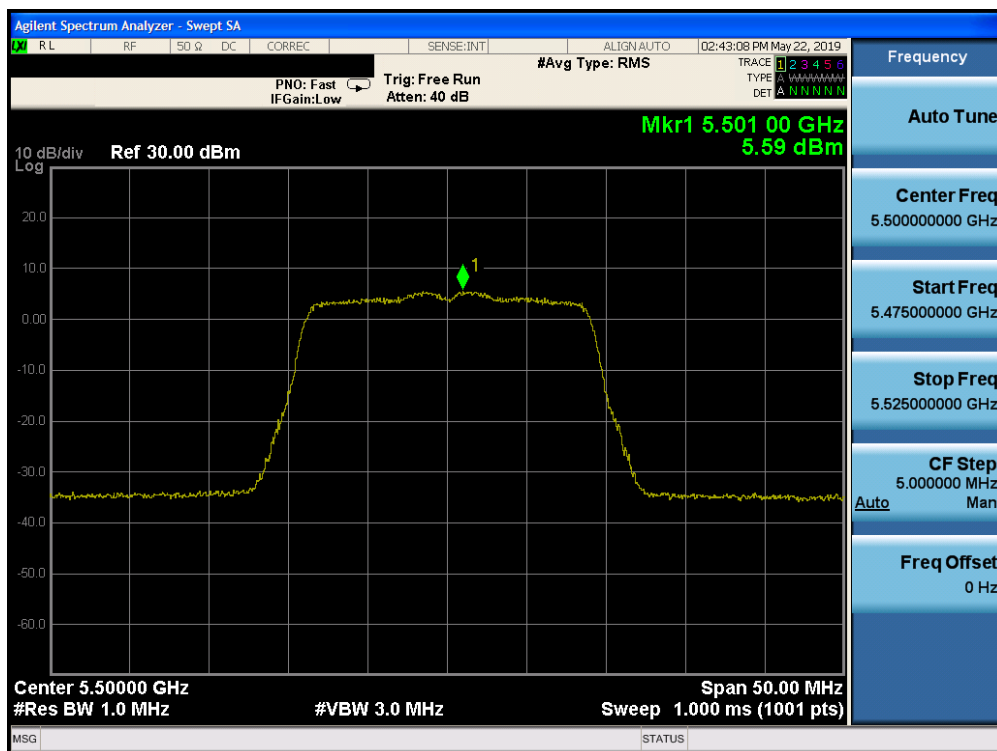 Agilent Spectrum Analyzer - Swept SA
LXI RL RF 50 Ω DC CORREC SENSE:INT ALIGN AUTO 02:43:08 PM May 22, 2019
#Avg Type: RMS TRACE 1 2 3 4 5 6
PNO: Fast Trig: Free Run TYPE A WWWWW
IFGain:Low Atten: 40 dB DET A N N N N N
Mkr1 5.501 00 GHz
10 dB/div Ref 30.00 dBm 5.59 dBm
Log
20.0
10.0
1
0.00
-10.0
-20.0
-30.0
-40.0
-50.0
-60.0
Center 5.50000 GHz Span 50.00 MHz
#Res BW 1.0 MHz #VBW 3.0 MHz Sweep 1.000 ms (1001 pts)
MSG STATUS
Frequency
Auto Tune
Center Freq
5.500000000 GHz
Start Freq
5.475000000 GHz
Stop Freq
5.525000000 GHz
CF Step
5.000000 MHz
Auto Man
Freq Offset
0 Hz